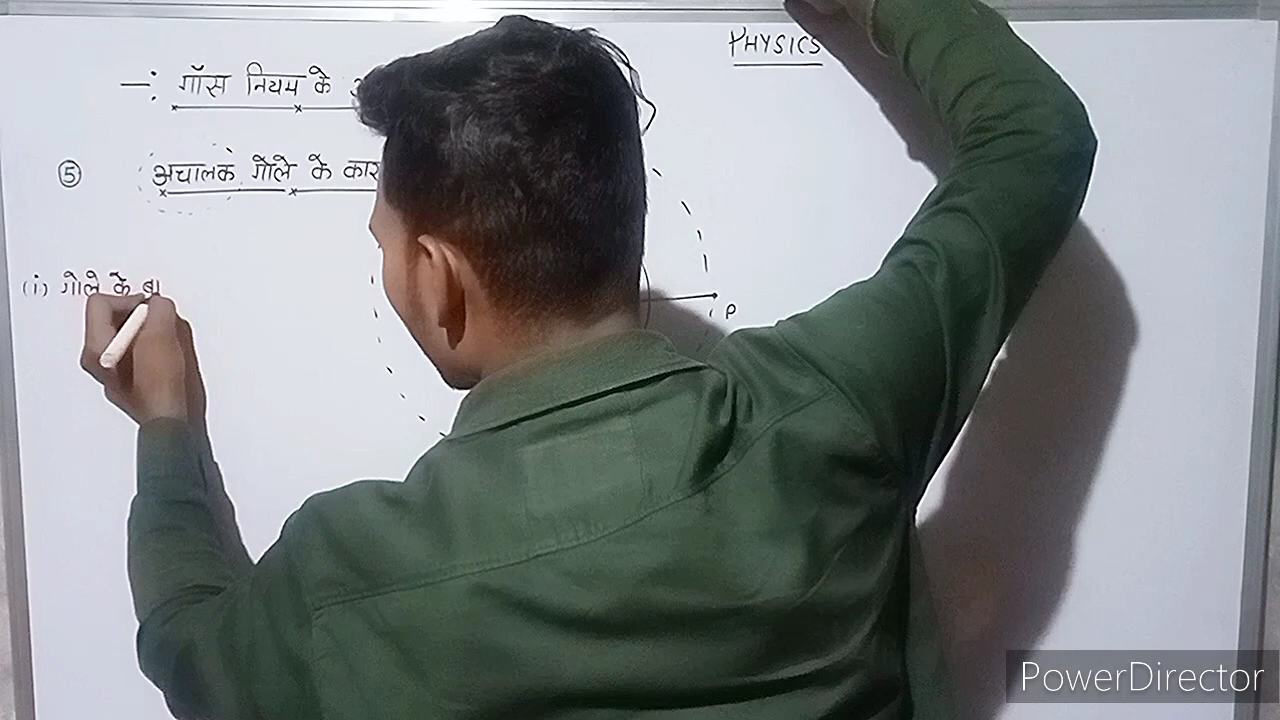 PHYSICS
—: गॉस नियम के
⑤ अचालक गोले के
(i) गोले के
P
PowerDirector